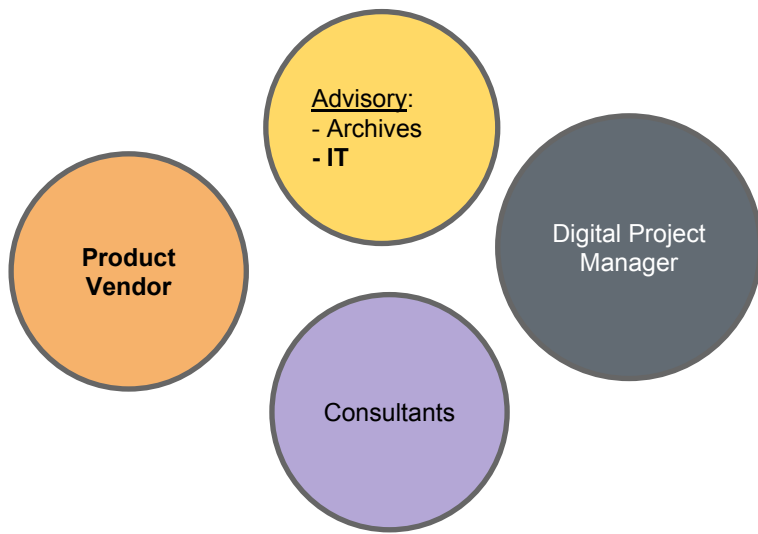 Advisory:
- Archives
- IT
Product
Vendor
Digital Project
Manager
Consultants